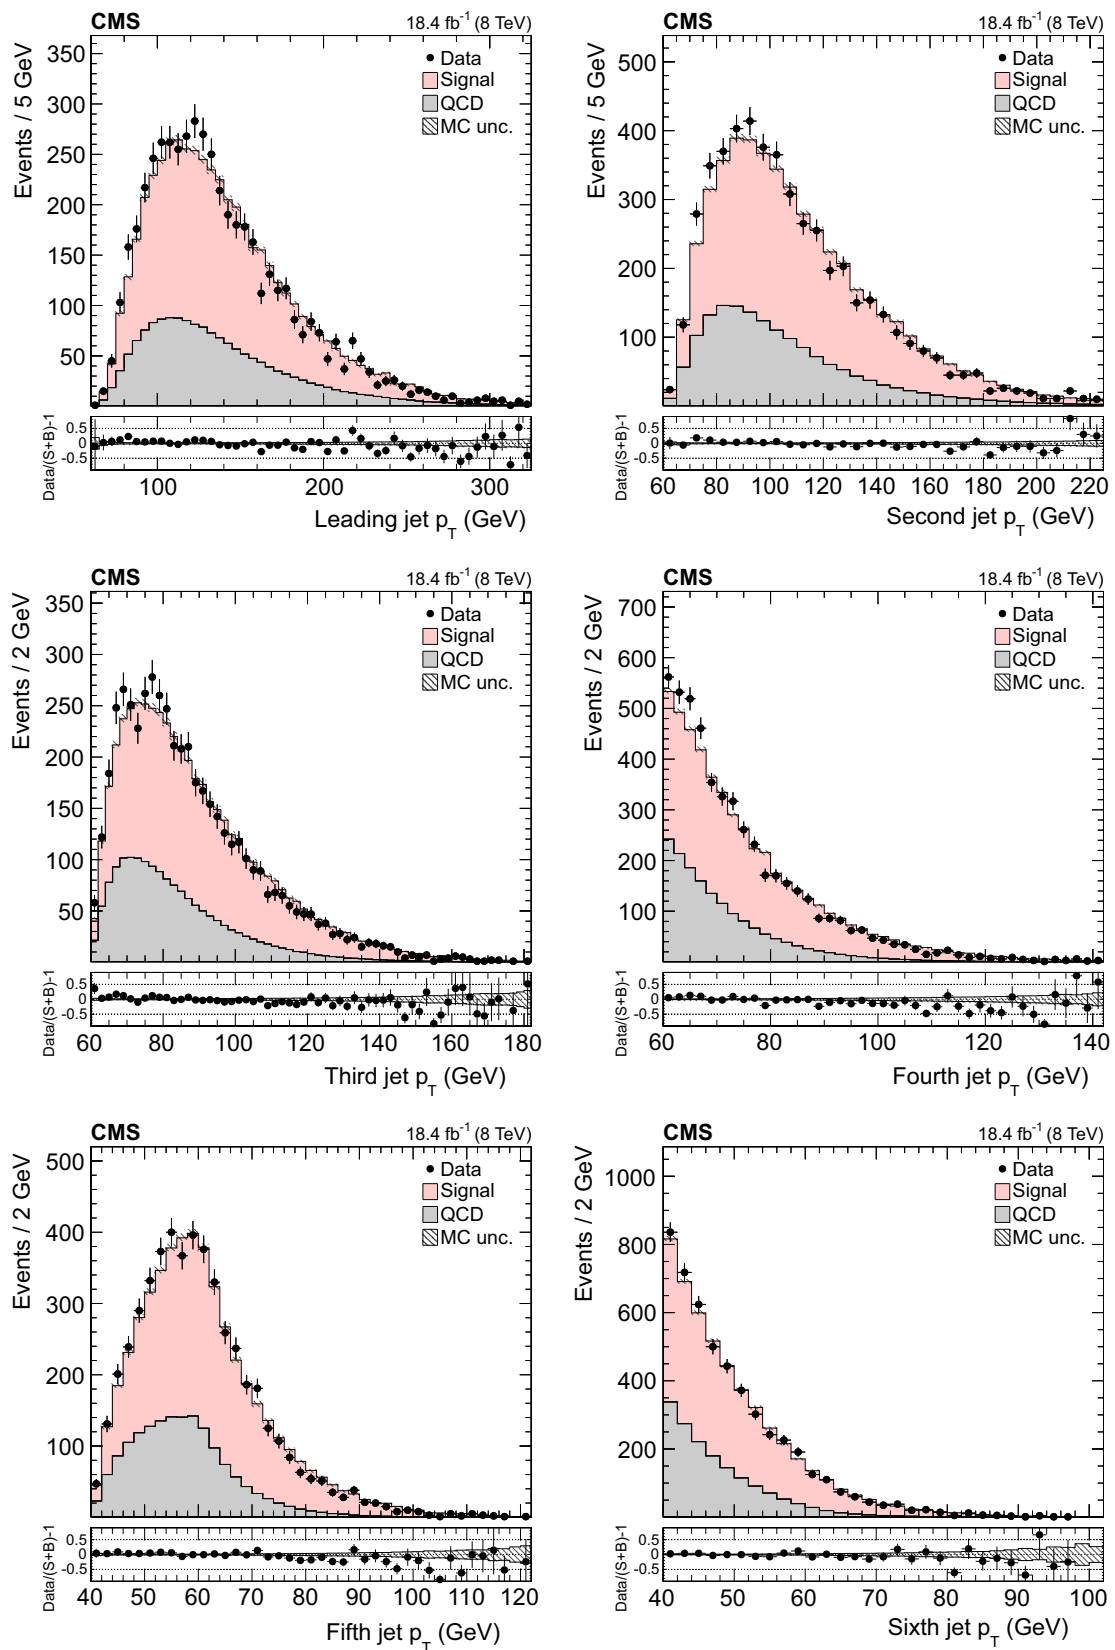 CMS 18.4 fb⁻¹ (8 TeV)
Events / 5 GeV
350
300
250
200
150
100
50
Data
Signal
QCD
MC unc.
Data/(S+B)-1
0.5
0
−0.5
100 200 300
Leading jet p_T (GeV)
CMS 18.4 fb⁻¹ (8 TeV)
Events / 5 GeV
500
400
300
200
100
Data
Signal
QCD
MC unc.
Data/(S+B)-1
0.5
0
−0.5
60 80 100 120 140 160 180 200 220
Second jet p_T (GeV)
CMS 18.4 fb⁻¹ (8 TeV)
Events / 2 GeV
350
300
250
200
150
100
50
Data
Signal
QCD
MC unc.
Data/(S+B)-1
0.5
0
−0.5
60 80 100 120 140 160 180
Third jet p_T (GeV)
CMS 18.4 fb⁻¹ (8 TeV)
Events / 2 GeV
700
600
500
400
300
200
100
Data
Signal
QCD
MC unc.
Data/(S+B)-1
0.5
0
−0.5
60 80 100 120 140
Fourth jet p_T (GeV)
CMS 18.4 fb⁻¹ (8 TeV)
Events / 2 GeV
500
400
300
200
100
Data
Signal
QCD
MC unc.
Data/(S+B)-1
0.5
0
−0.5
40 50 60 70 80 90 100 110 120
Fifth jet p_T (GeV)
CMS 18.4 fb⁻¹ (8 TeV)
Events / 2 GeV
1000
800
600
400
200
Data
Signal
QCD
MC unc.
Data/(S+B)-1
0.5
0
−0.5
40 50 60 70 80 90 100
Sixth jet p_T (GeV)